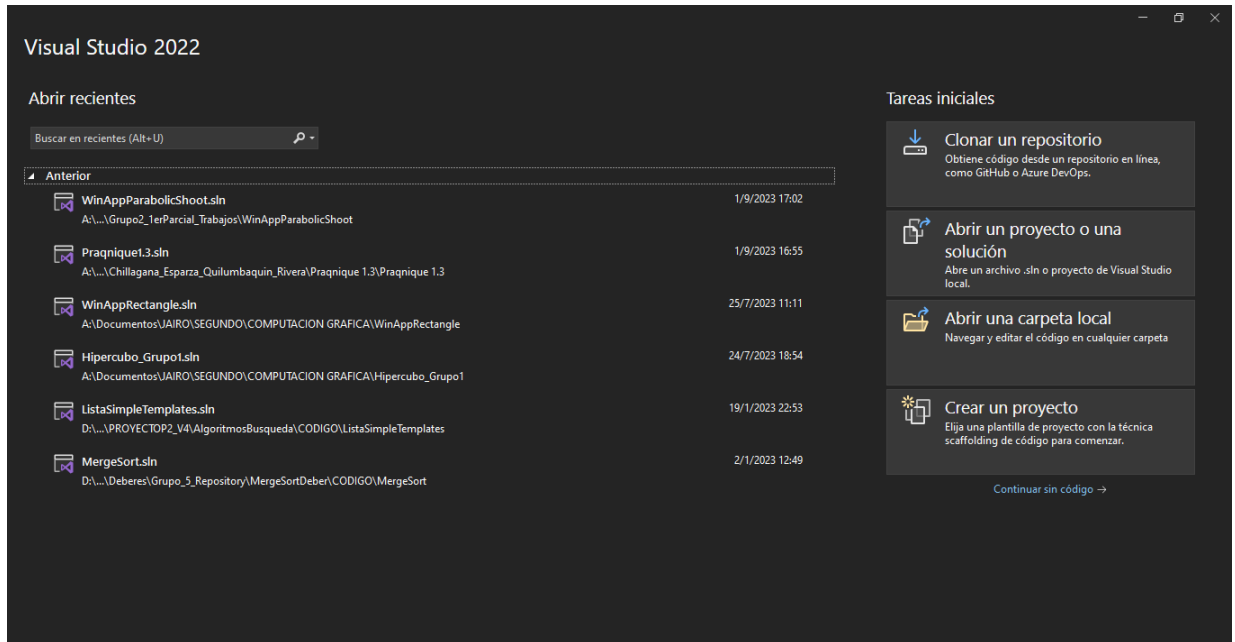 Visual Studio 2022
Abrir recientes
Buscar en recientes (Alt+U)
Anterior
WinAppParabolicShoot.sln
1/9/2023 17:02
A:\...\Grupo2_1erParcial_Trabajos\WinAppParabolicShoot
Praqnique1.3.sln
1/9/2023 16:55
A:\...\Chillagana_Esparza_Quilumbaquin_Rivera\Praqnique 1.3\Praqnique 1.3
WinAppRectangle.sln
25/7/2023 11:11
A:\Documentos\JAIRO\SEGUNDO\COMPUTACION GRAFICA\WinAppRectangle
Hipercubo_Grupo1.sln
24/7/2023 18:54
A:\Documentos\JAIRO\SEGUNDO\COMPUTACION GRAFICA\Hipercubo_Grupo1
ListaSimpleTemplates.sln
19/1/2023 22:53
D:\...\PROYECTOP2_V4\AlgoritmosBusqueda\CODIGO\ListaSimpleTemplates
MergeSort.sln
2/1/2023 12:49
D:\...\Deberes\Grupo_5_Repository\MergeSortDeber\CODIGO\MergeSort
Tareas iniciales
Clonar un repositorio
Obtiene código desde un repositorio en línea,
como GitHub o Azure DevOps.
Abrir un proyecto o una
solución
Abre un archivo .sln o proyecto de Visual Studio
local.
Abrir una carpeta local
Navegar y editar el código en cualquier carpeta
Crear un proyecto
Elija una plantilla de proyecto con la técnica
scaffolding de código para comenzar.
Continuar sin código →